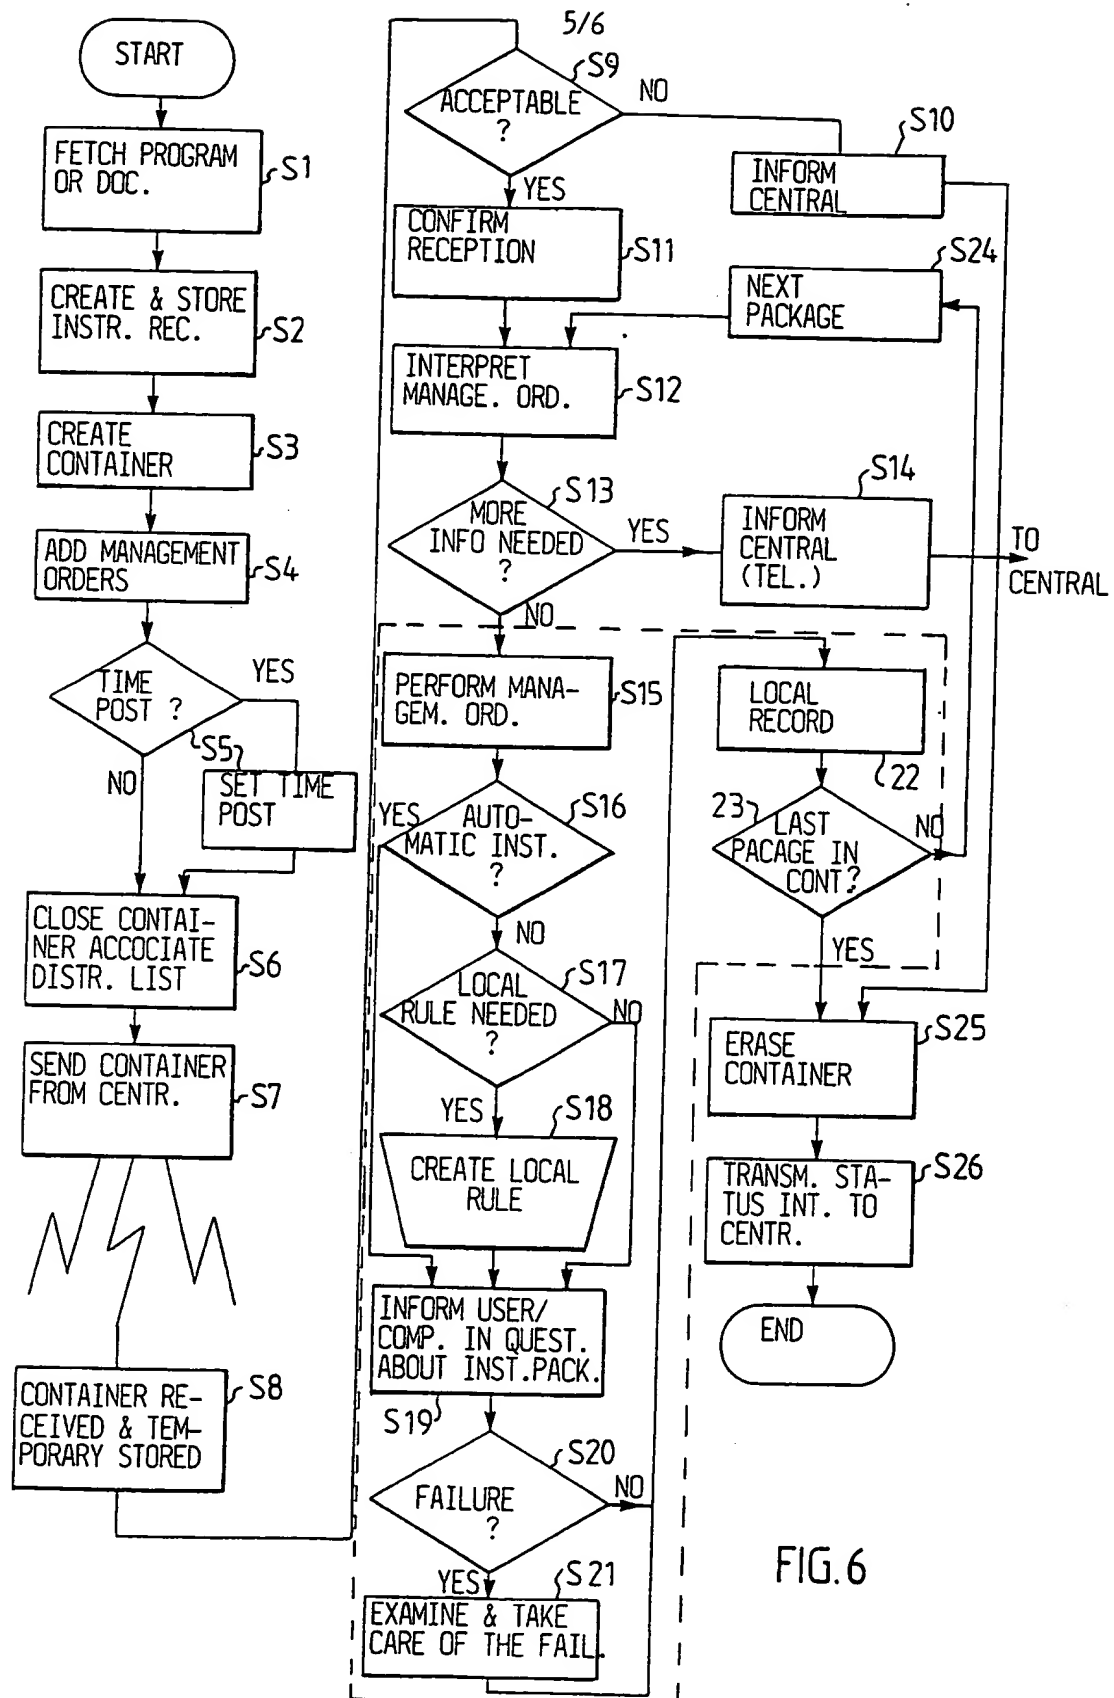 5/6
START
FETCH PROGRAM
OR DOC.
S1
CREATE & STORE
INSTR. REC.
S2
CREATE
CONTAINER
S3
ADD MANAGEMENT
ORDERS
S4
TIME
POST ?
YES
S5
NO
SET TIME
POST
CLOSE CONTAI-
NER ACCOCIATE
DISTR. LIST
S6
SEND CONTAINER
FROM CENTR.
S7
CONTAINER RE-
CEIVED & TEM-
PORARY STORED
S8
ACCEPTABLE
?
S9
NO
YES
INFORM
CENTRAL
S10
CONFIRM
RECEPTION
S11
NEXT
PACKAGE
S24
INTERPRET
MANAGE. ORD.
S12
MORE
INFO NEEDED
?
S13
YES
NO
INFORM
CENTRAL
(TEL.)
S14
TO
CENTRAL
PERFORM MANA-
GEM. ORD.
S15
AUTO-
MATIC INST.
?
S16
YES
NO
LOCAL
RULE NEEDED
?
S17
NO
YES
CREATE LOCAL
RULE
S18
INFORM USER/
COMP. IN QUEST.
ABOUT INST.PACK.
S19
FAILURE
?
S20
NO
YES
EXAMINE & TAKE
CARE OF THE FAIL.
S21
LOCAL
RECORD
22
LAST
PACAGE IN
CONT?
23
NO
YES
ERASE
CONTAINER
S25
TRANSM. STA-
TUS INT. TO
CENTR.
S26
END
FIG.6